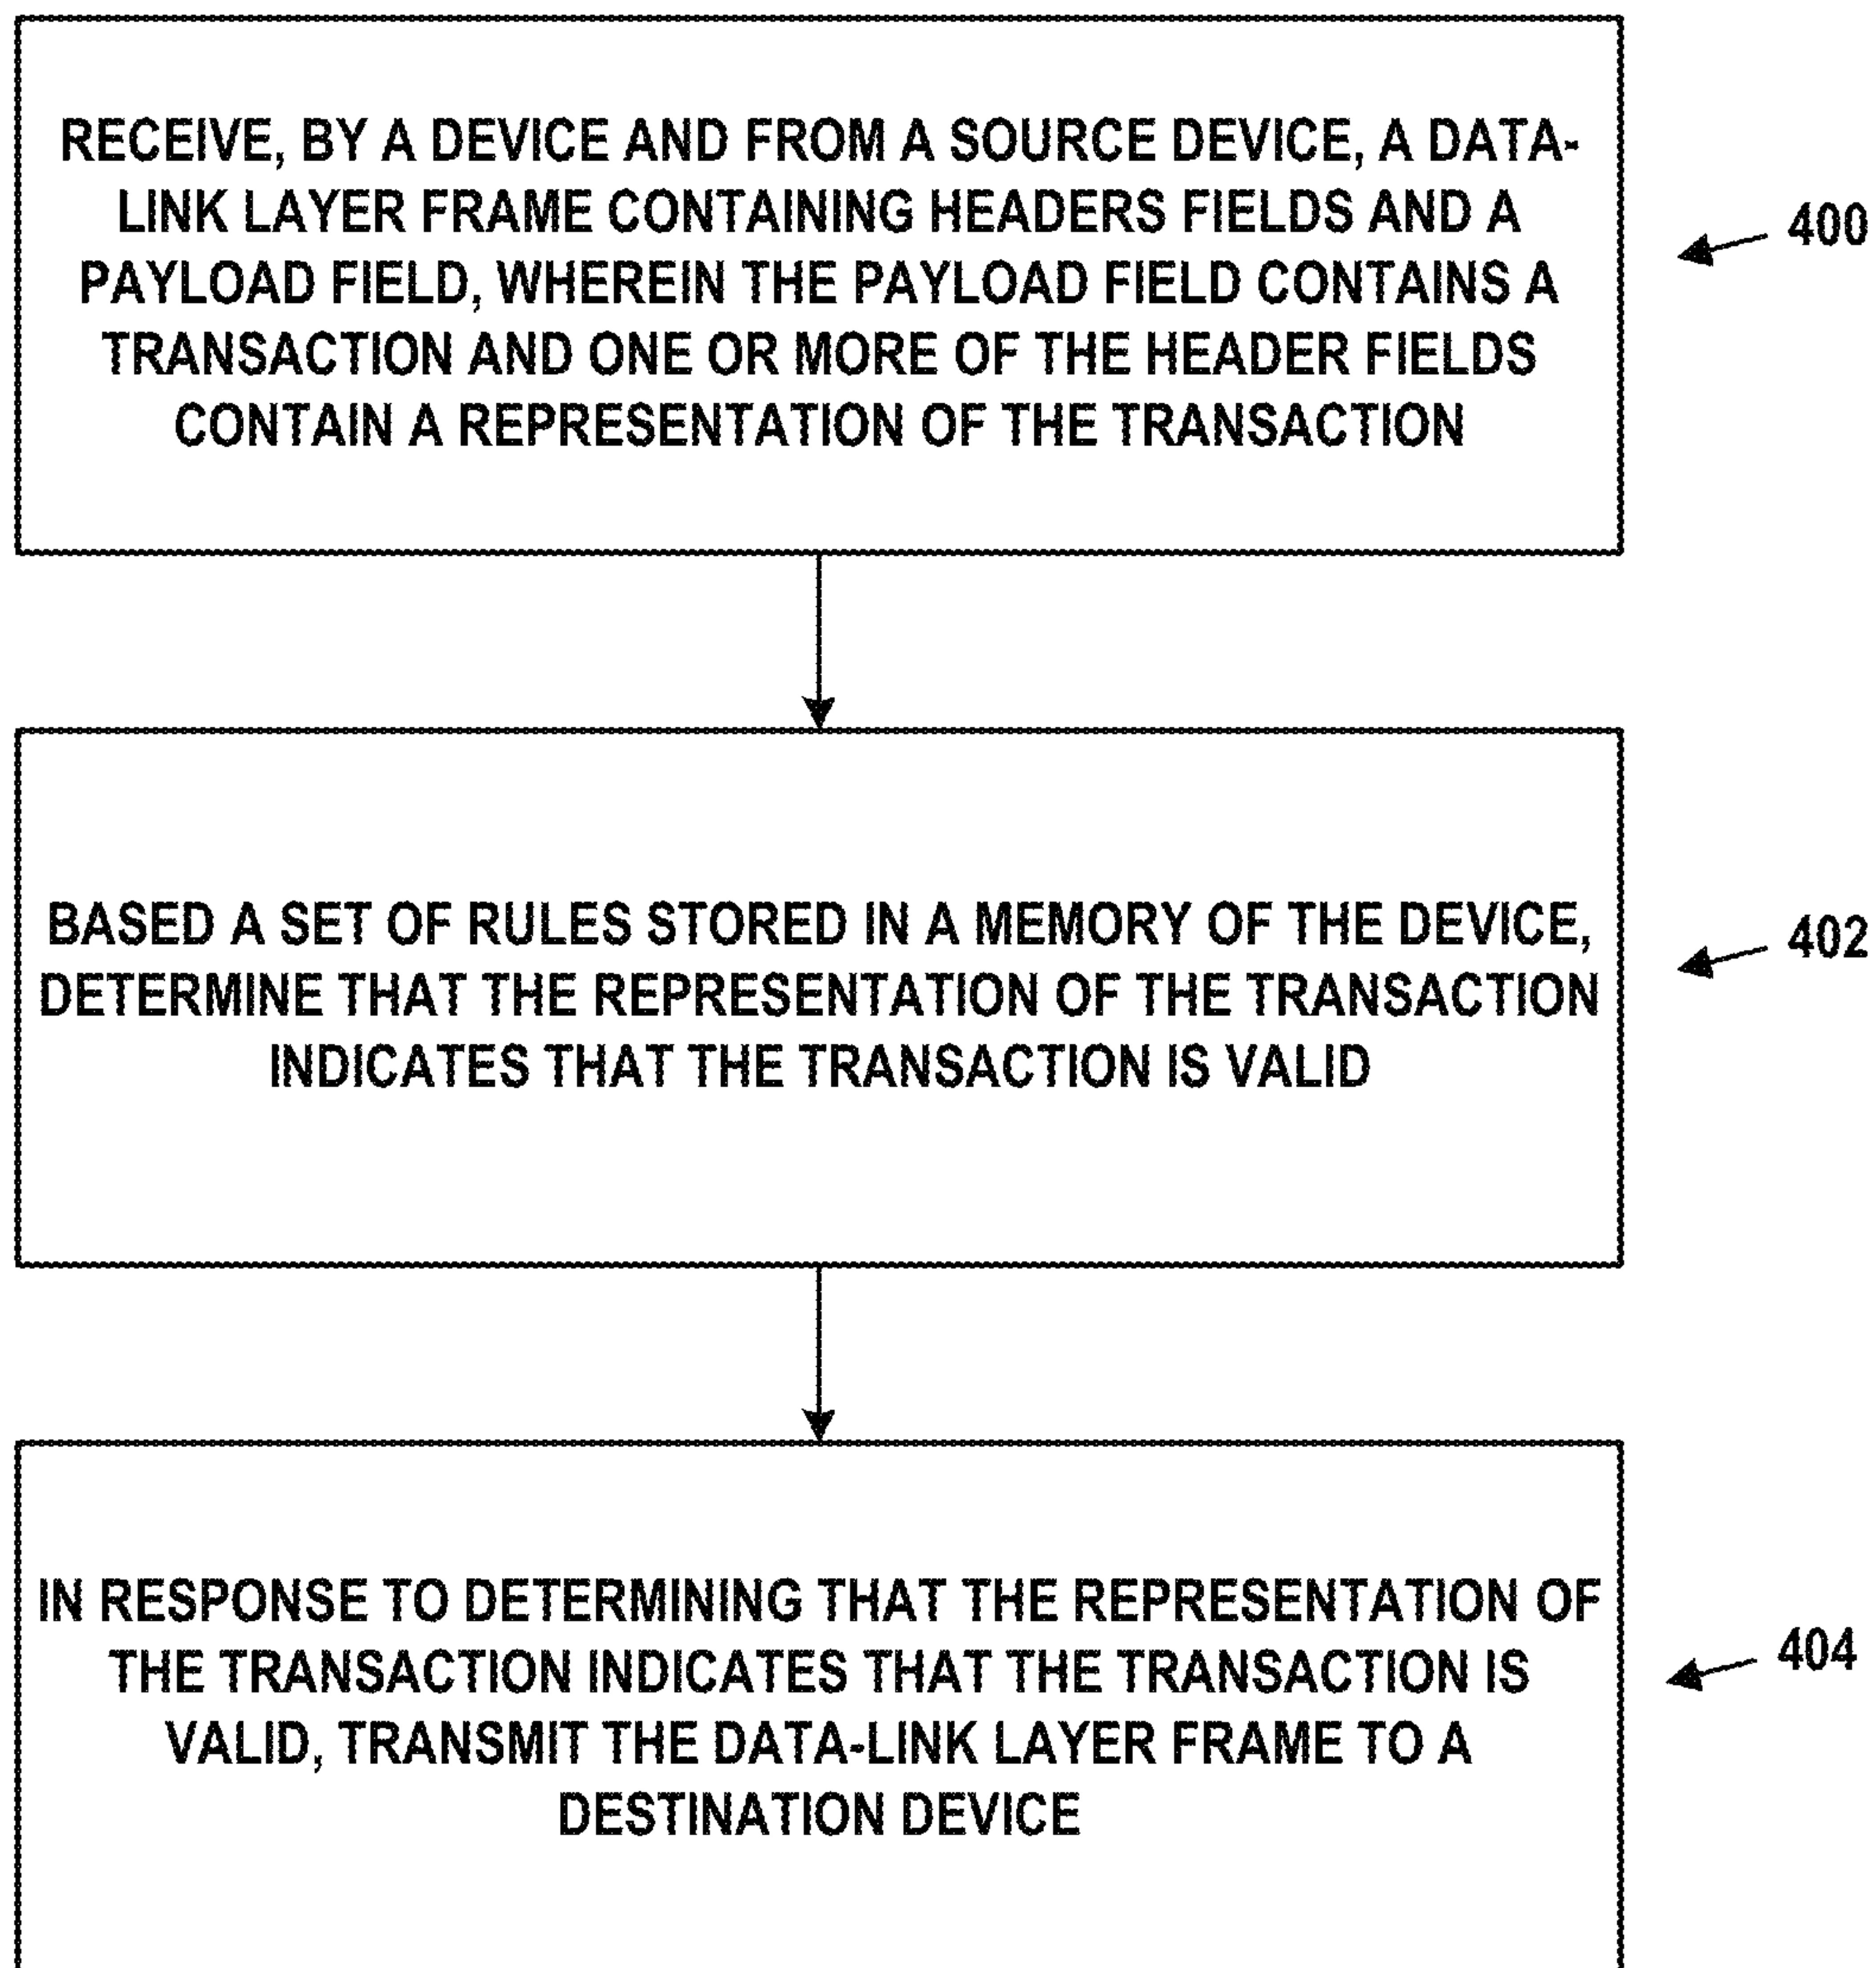 RECEIVE, BY A DEVICE AND FROM A SOURCE DEVICE, A DATA-
LINK LAYER FRAME CONTAINING HEADERS FIELDS AND A
PAYLOAD FIELD, WHEREIN THE PAYLOAD FIELD CONTAINS A
TRANSACTION AND ONE OR MORE OF THE HEADER FIELDS
CONTAIN A REPRESENTATION OF THE TRANSACTION
400
BASED A SET OF RULES STORED IN A MEMORY OF THE DEVICE,
DETERMINE THAT THE REPRESENTATION OF THE TRANSACTION
INDICATES THAT THE TRANSACTION IS VALID
402
IN RESPONSE TO DETERMINING THAT THE REPRESENTATION OF
THE TRANSACTION INDICATES THAT THE TRANSACTION IS
VALID, TRANSMIT THE DATA-LINK LAYER FRAME TO A
DESTINATION DEVICE
404